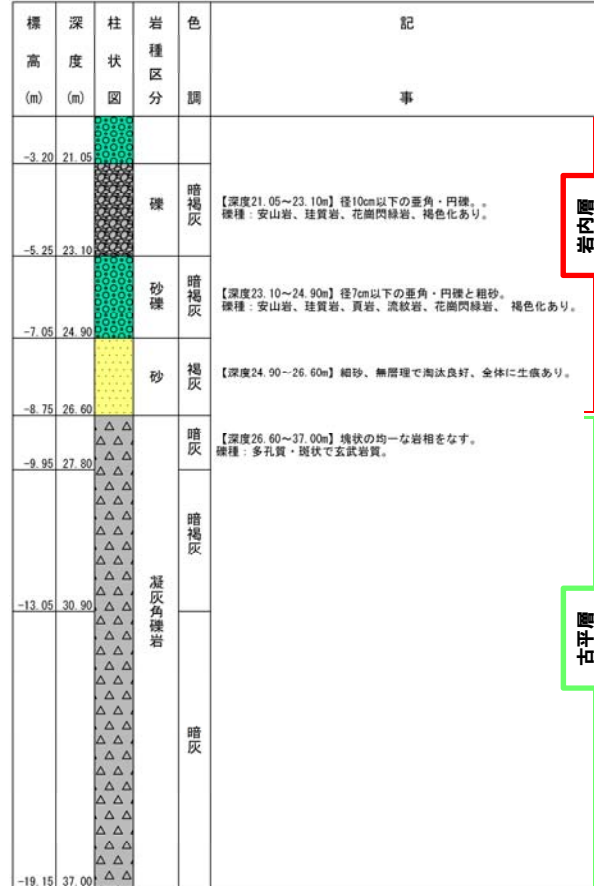 標高(m) 深度(m) 柱状図 岩種区分 色調 記事
-3.20 21.05
礫 暗褐灰 【深度21.05～23.10m】径10cm以下の亜角・円礫。。
礫種：安山岩、珪質岩、花崗閃緑岩、褐色化あり。
-5.25 23.10
砂礫 暗褐灰 【深度23.10～24.90m】径7cm以下の亜角・円礫と粗砂。
礫種：安山岩、珪質岩、頁岩、流紋岩、花崗閃緑岩、 褐色化あり。
-7.05 24.90
砂 褐灰 【深度24.90～26.60m】細砂、無層理で淘汰良好、全体に生痕あり。
-8.75 26.60
暗灰 【深度26.60～37.00m】塊状の均一な岩相をなす。
礫種：多孔質・斑状で玄武岩質。
-9.95 27.80
暗褐灰
凝灰角礫岩
-13.05 30.90
暗灰
-19.15 37.00
岩内層
古平層